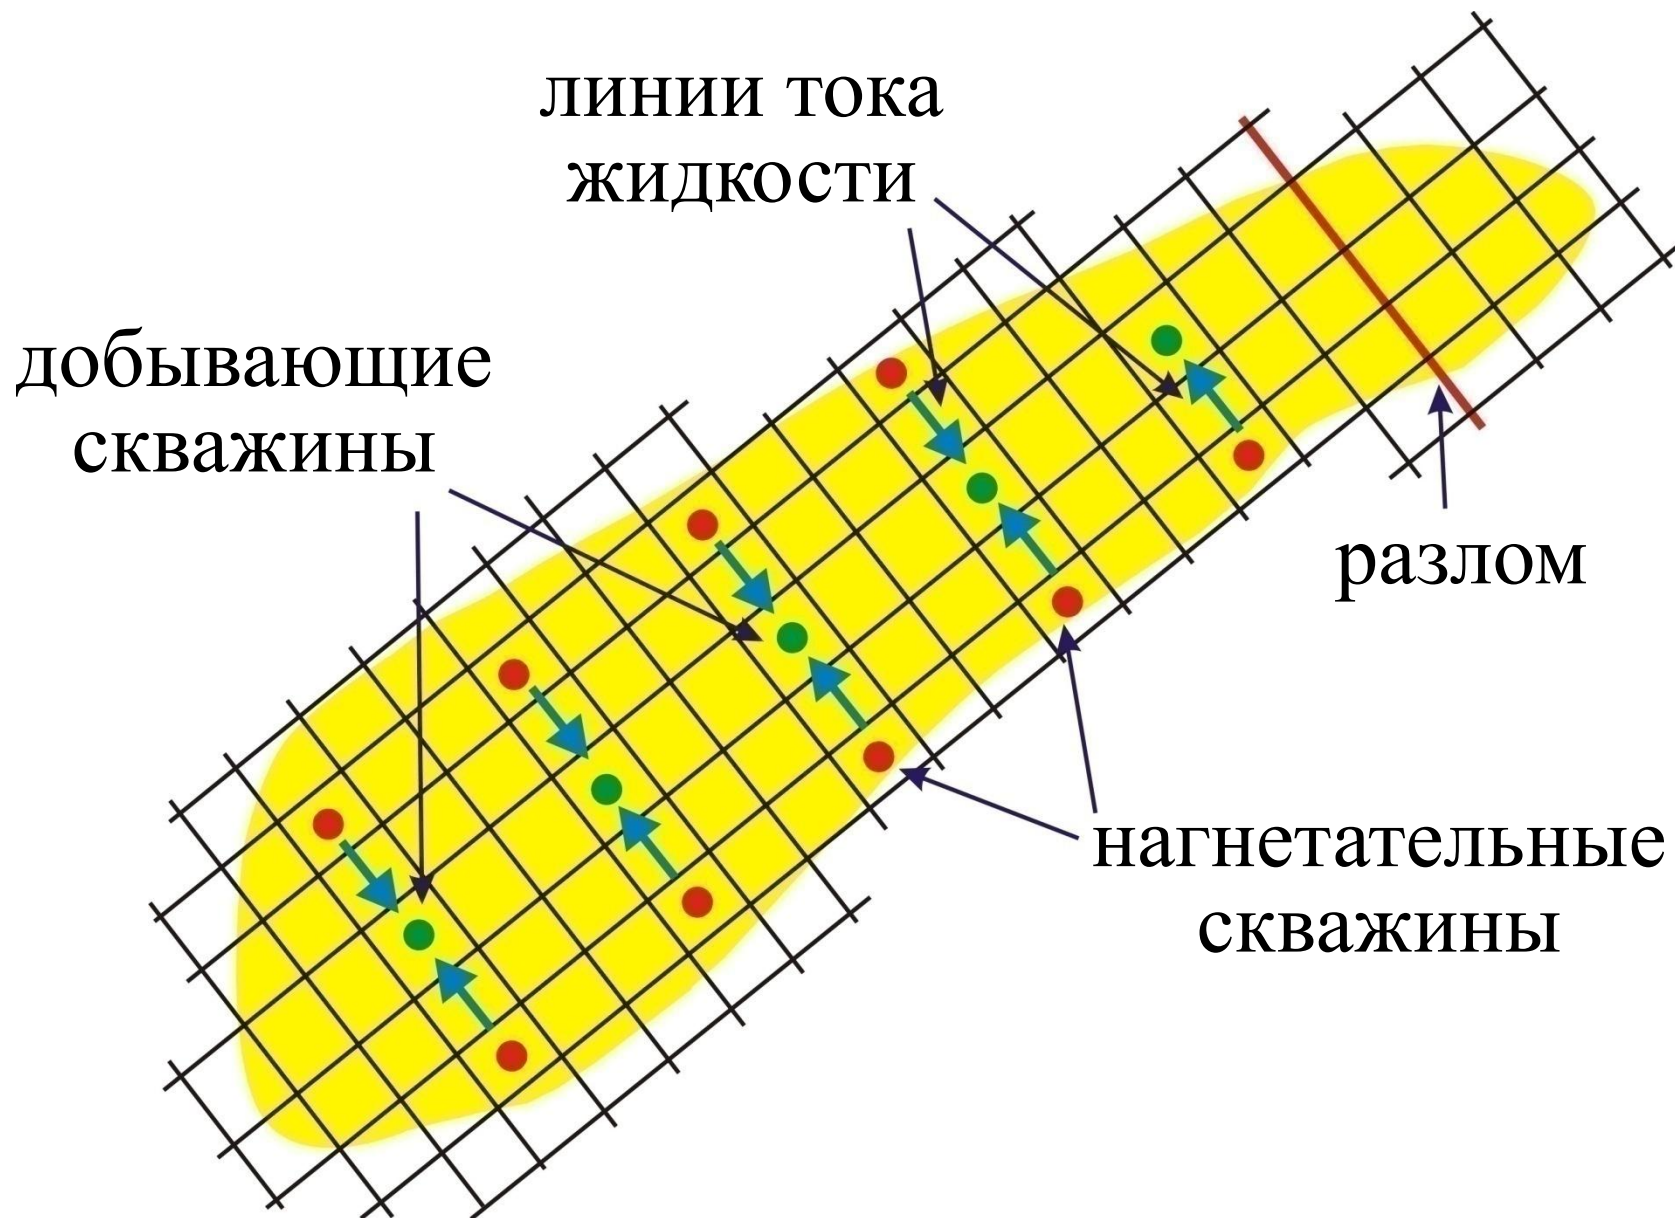 линии тока
жидкости
добывающие
скважины
разлом
нагнетательные
скважины